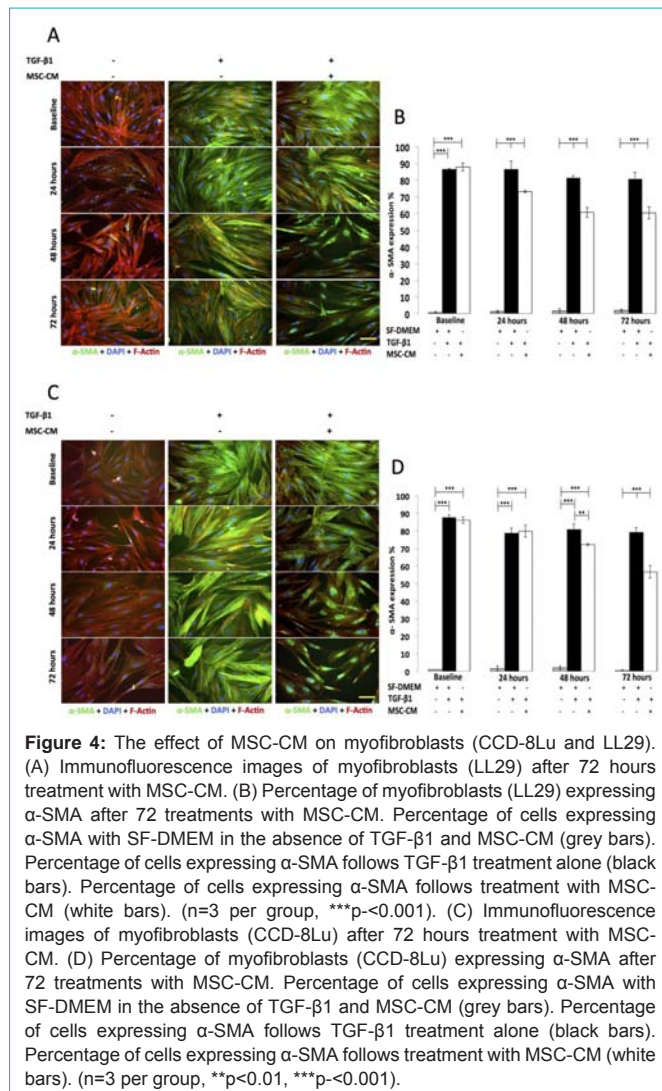 A
TGF-β1 - + +
MSC-CM - - +
Baseline
24 hours
48 hours
72 hours
α-SMA + DAPI + F-Actin α-SMA + DAPI + F-Actin α-SMA + DAPI + F-Actin
B
*** *** *** ***
***
α- SMA expression %
100
90
80
70
60
50
40
30
20
10
0
Baseline 24 hours 48 hours 72 hours
SF-DMEM + + + + + + + + + + + +
TGF-β1 - + + - + + - + + - + +
MSC-CM - - + - - + - - + - - +
C
TGF-β1 - + +
MSC-CM - - +
Baseline
24 hours
48 hours
72 hours
α-SMA + DAPI + F-Actin α-SMA + DAPI + F-Actin α-SMA + DAPI + F-Actin
D
*** *** *** ***
*** *** ***
**
α- SMA expression %
100
90
80
70
60
50
40
30
20
10
0
Baseline 24 hours 48 hours 72 hours
SF-DMEM
TGF-β1
MSC-CM
Figure 4: The effect of MSC-CM on myofibroblasts (CCD-8Lu and LL29).
(A) Immunofluorescence images of myofibroblasts (LL29) after 72 hours
treatment with MSC-CM. (B) Percentage of myofibroblasts (LL29) expressing
α-SMA after 72 treatments with MSC-CM. Percentage of cells expressing
α-SMA with SF-DMEM in the absence of TGF-β1 and MSC-CM (grey bars).
Percentage of cells expressing α-SMA follows TGF-β1 treatment alone (black
bars). Percentage of cells expressing α-SMA follows treatment with MSC-
CM (white bars). (n=3 per group, ***p-<0.001). (C) Immunofluorescence
images of myofibroblasts (CCD-8Lu) after 72 hours treatment with MSC-
CM. (D) Percentage of myofibroblasts (CCD-8Lu) expressing α-SMA after
72 treatments with MSC-CM. Percentage of cells expressing α-SMA with
SF-DMEM in the absence of TGF-β1 and MSC-CM (grey bars). Percentage
of cells expressing α-SMA follows TGF-β1 treatment alone (black bars).
Percentage of cells expressing α-SMA follows treatment with MSC-CM (white
bars). (n=3 per group, **p<0.01, ***p-<0.001).